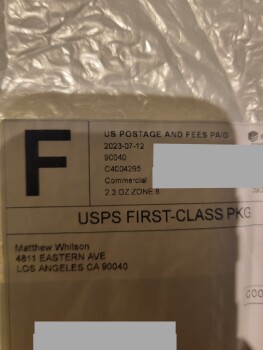 F
US POSTAGE AND FEES PAID
2023-07-12
90040
C4004295
Commercial
2.3 OZ ZONE 8
USPS FIRST-CLASS PKG
Matthew Whitson
4811 EASTERN AVE
LOS ANGELES CA 90040